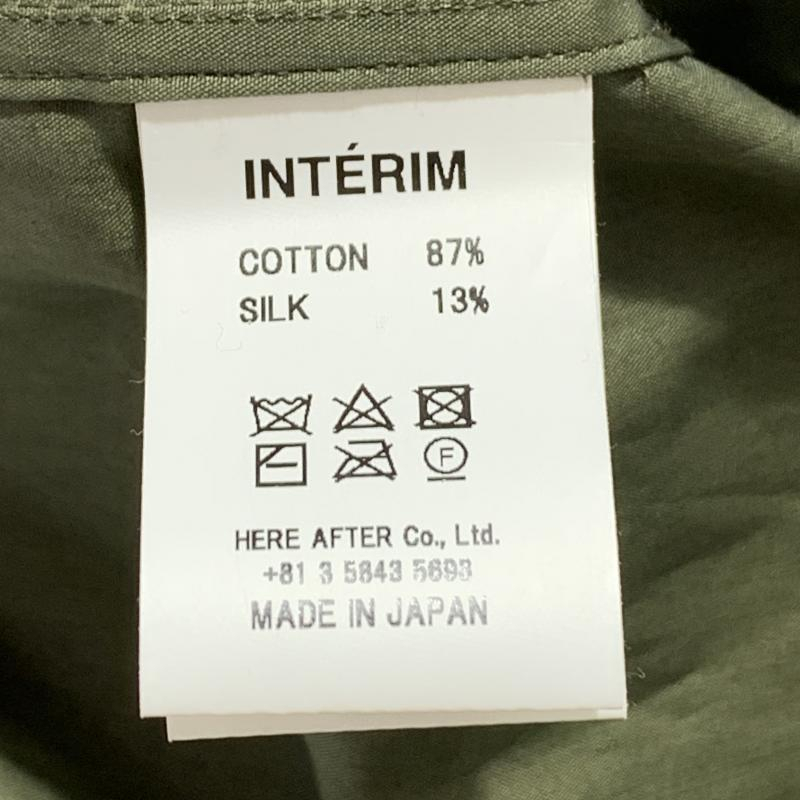 INTÉRIM
COTTON 87%
SILK 13%
F
HERE AFTER Co., Ltd.
+81 3 5843 5693
MADE IN JAPAN